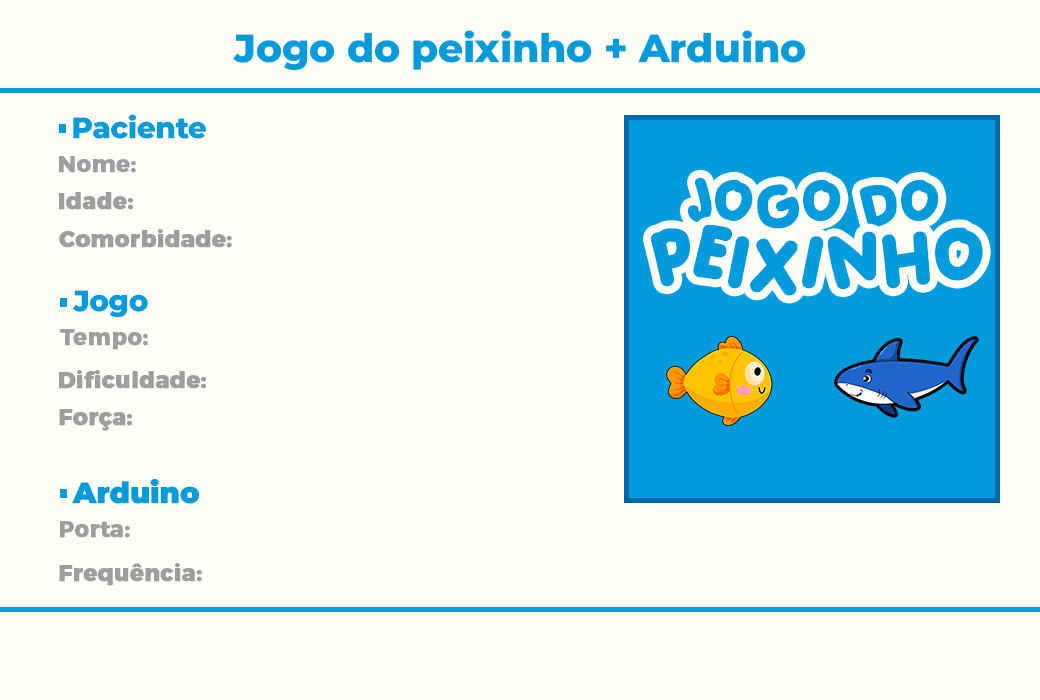 Jogo do peixinho + Arduino
Paciente
Nome:
Idade:
Comorbidade:
Jogo
Tempo:
Dificuldade:
Força:
Arduino
Porta:
Frequência:
JOGO DO
PEIXINHO